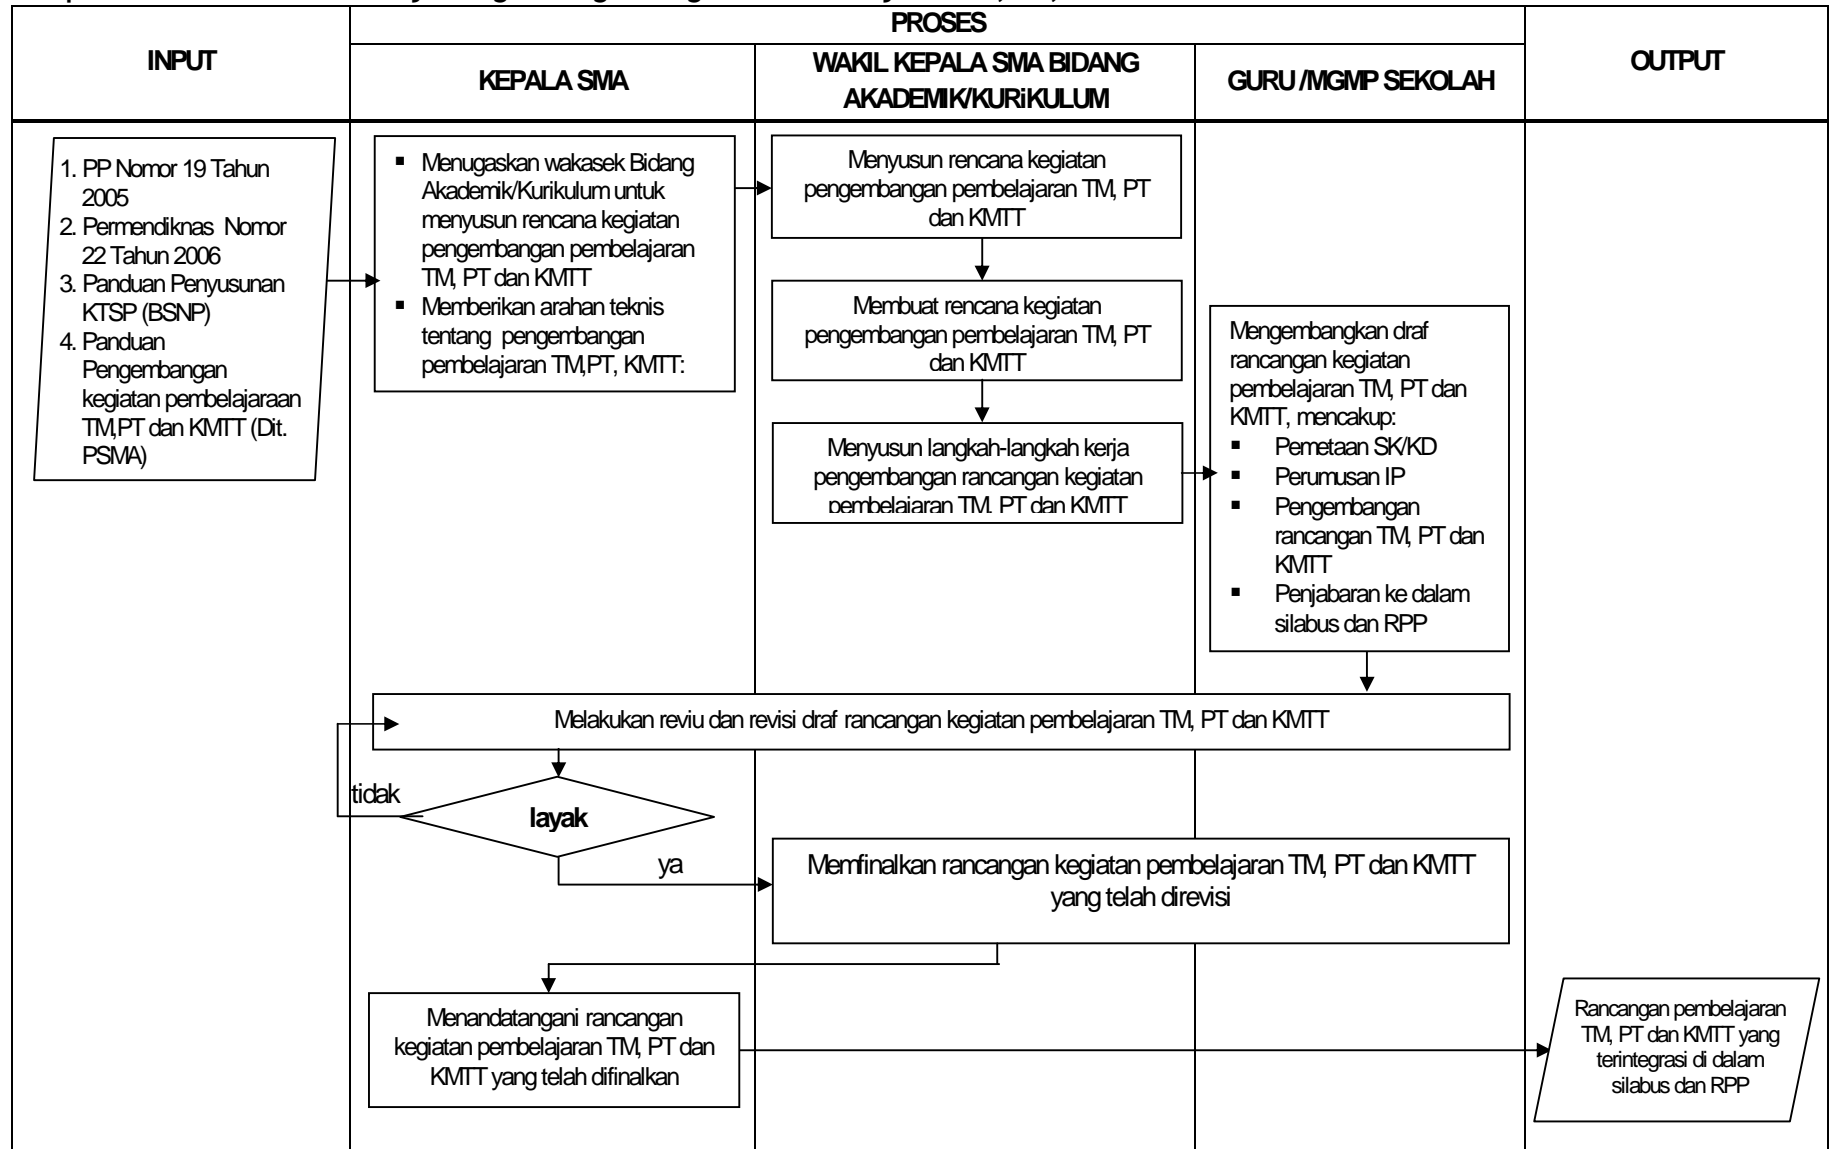 PROSES
INPUT
KEPALA SMA
WAKIL KEPALA SMA BIDANG
AKADEMIK/KURiKULUM
GURU /MGMP SEKOLAH
OUTPUT
1. PP Nomor 19 Tahun
2005
2. Permendiknas Nomor
22 Tahun 2006
3. Panduan Penyusunan
KTSP (BSNP)
4. Panduan
Pengembangan
kegiatan pembelajaraan
TM,PT dan KMTT (Dit.
PSMA)
▪ Menugaskan wakasek Bidang
Akademik/Kurikulum untuk
menyusun rencana kegiatan
pengembangan pembelajaran
TM, PT dan KMTT
▪ Memberikan arahan teknis
tentang pengembangan
pembelajaran TM,PT, KMTT:
Menyusun rencana kegiatan
pengembangan pembelajaran TM, PT
dan KMTT
Membuat rencana kegiatan
pengembangan pembelajaran TM, PT
dan KMTT
Menyusun langkah-langkah kerja
pengembangan rancangan kegiatan
pembelajaran TM, PT dan KMTT
Mengembangkan draf
rancangan kegiatan
pembelajaran TM, PT dan
KMTT, mencakup:
▪ Pemetaan SK/KD
▪ Perumusan IP
▪ Pengembangan
rancangan TM, PT dan
KMTT
▪ Penjabaran ke dalam
silabus dan RPP
Melakukan reviu dan revisi draf rancangan kegiatan pembelajaran TM, PT dan KMTT
tidak
layak
ya
Memfinalkan rancangan kegiatan pembelajaran TM, PT dan KMTT
yang telah direvisi
Menandatangani rancangan
kegiatan pembelajaran TM, PT dan
KMTT yang telah difinalkan
Rancangan pembelajaran
TM, PT dan KMTT yang
terintegrasi di dalam
silabus dan RPP